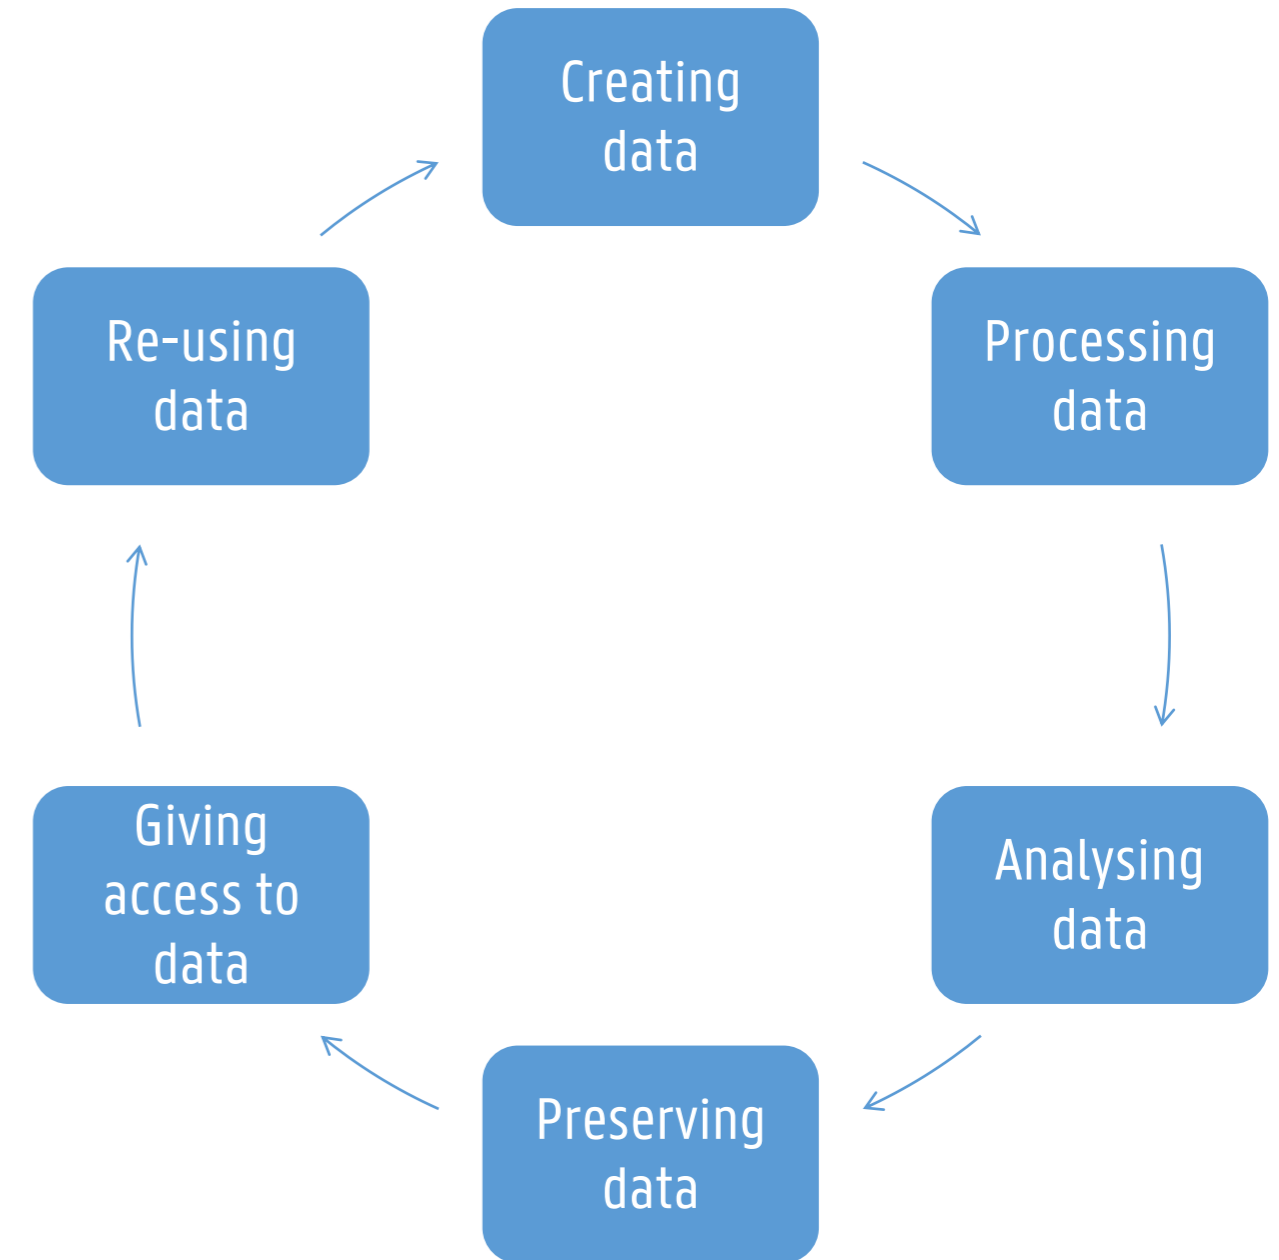 Creating
data
Processing
data
Analysing
data
Preserving
data
Giving
access to
data
Re-using
data